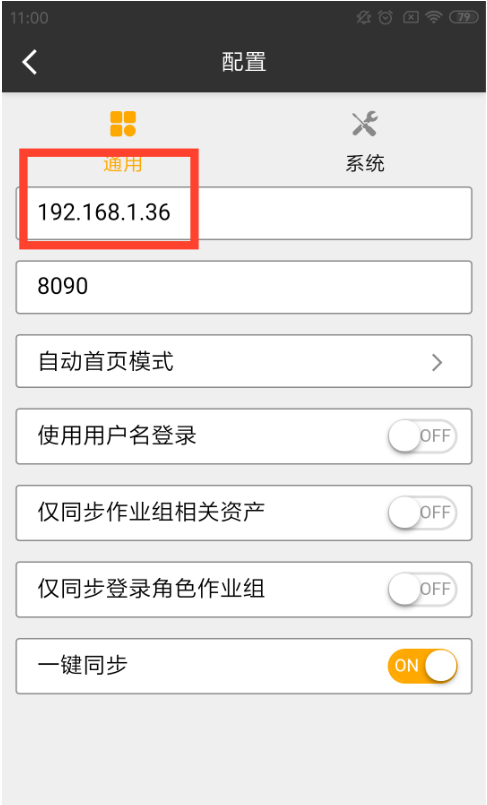 11:00
79
配置
通用
系统
192.168.1.36
8090
自动首页模式
使用用户名登录
OFF
仅同步作业组相关资产
OFF
仅同步登录角色作业组
OFF
一键同步
ON